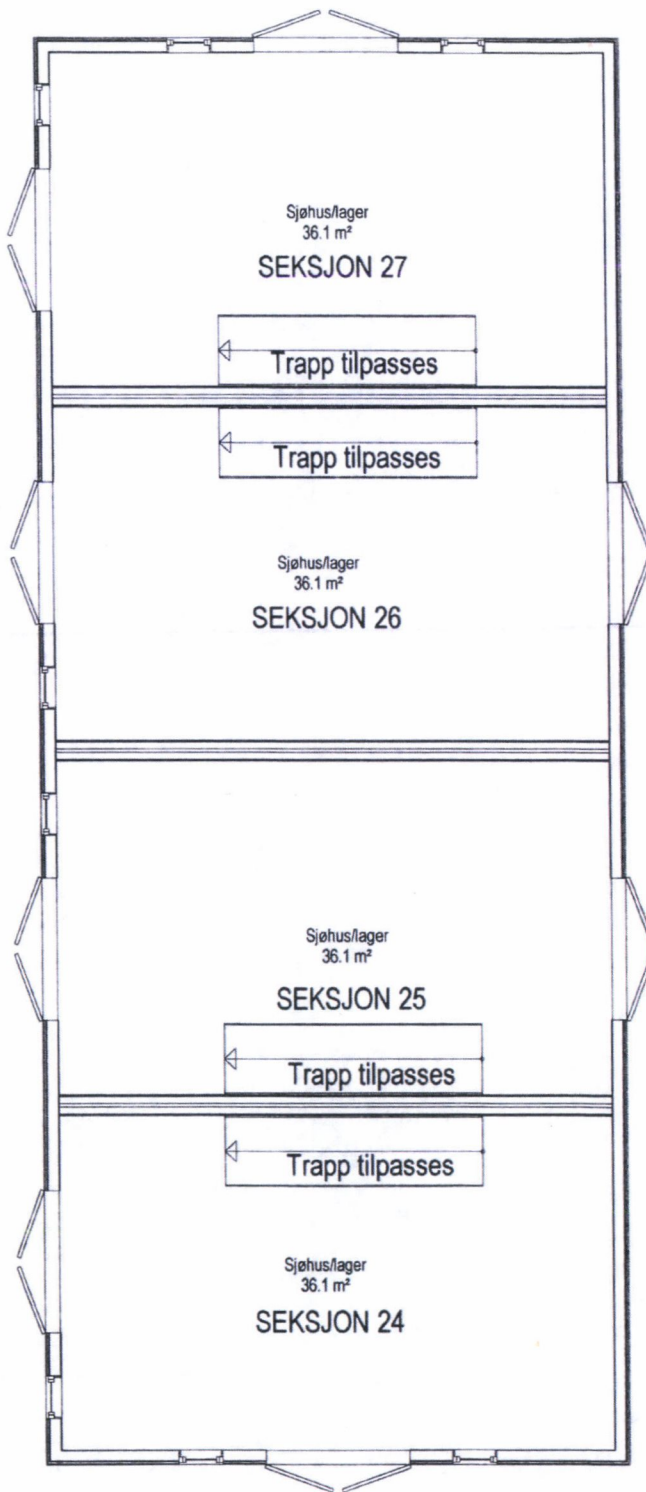 Sjøhus/lager
36.1 m²
SEKSJON 27
Trapp tilpasses
Trapp tilpasses
Sjøhus/lager
36.1 m²
SEKSJON 26
Sjøhus/lager
36.1 m²
SEKSJON 25
Trapp tilpasses
Trapp tilpasses
Sjøhus/lager
36.1 m²
SEKSJON 24